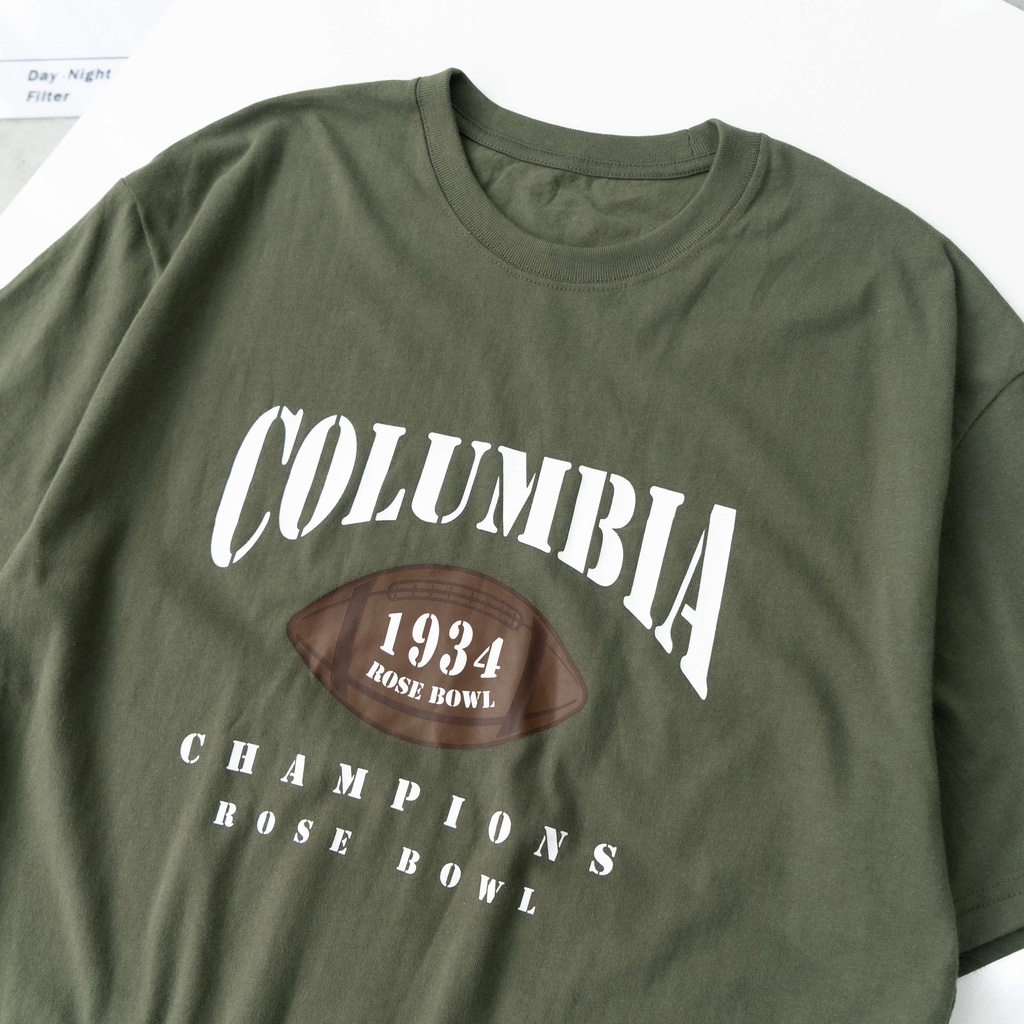 Day Night
Filter
COLUMBIA
1934
ROSE BOWL
CHAMPIONS
ROSE BOWL